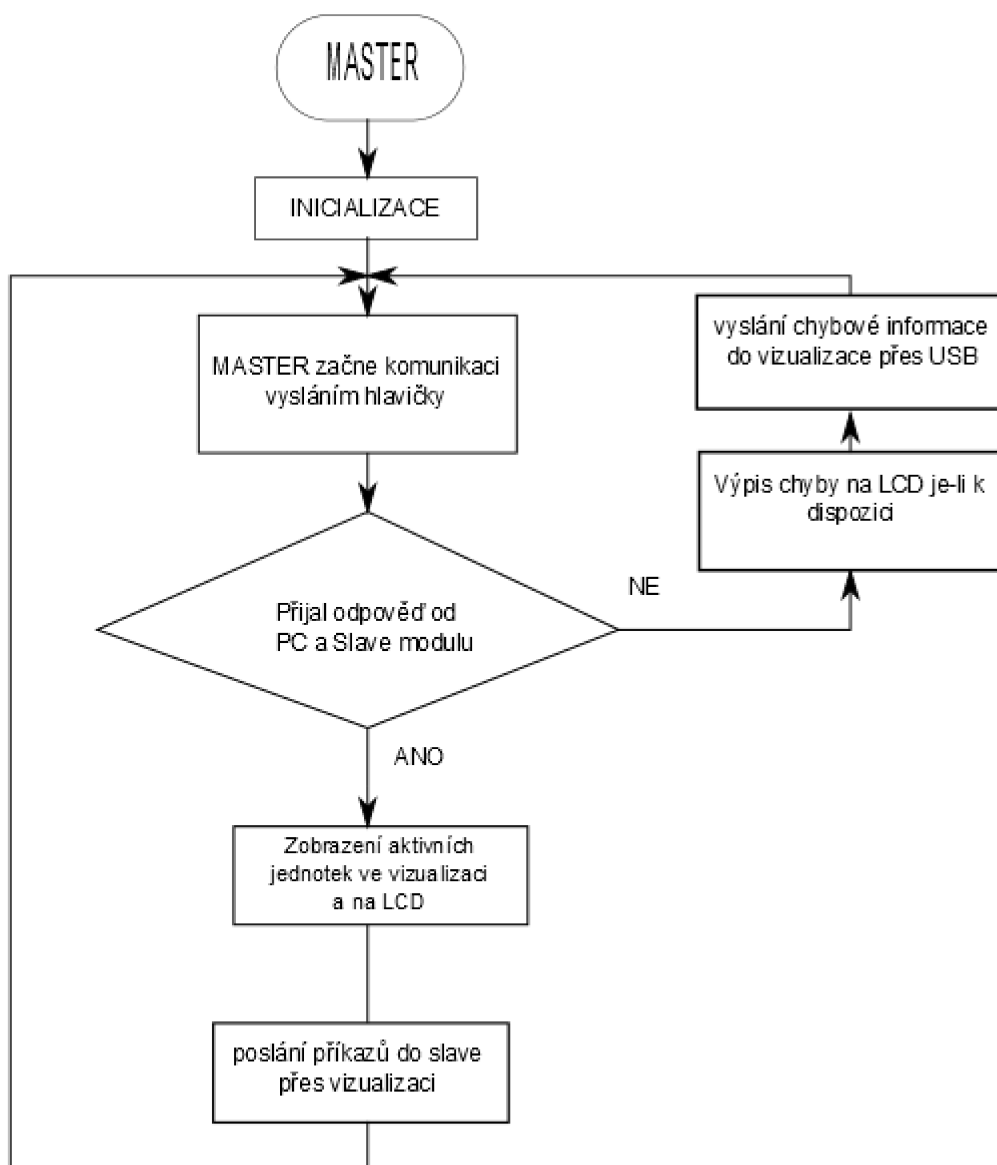 MASTER
INICIALIZACE
MASTER začne komunikaci
vysláním hlavičky
vyslání chybové informace
do vizualizace přes USB
Výpis chyby na LCD je-li k
dispozici
Přijal odpověď od
PC a Slave modulu
NE
ANO
Zobrazení aktivních
jednotek ve vizualizaci
a na LCD
poslání příkazů do slave
přes vizualizaci